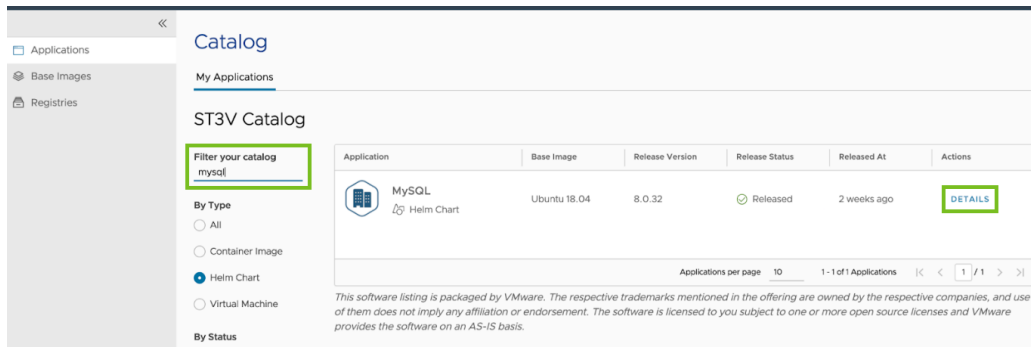 «
Applications
Base Images
Registries
Catalog
My Applications
ST3V Catalog
Filter your catalog
mysql
By Type
All
Container Image
Helm Chart
Virtual Machine
By Status
Application Base Image Release Version Release Status Released At Actions
MySQL
Helm Chart
Ubuntu 18.04 8.0.32 Released 2 weeks ago DETAILS
Applications per page 10 1 - 1 of 1 Applications |< < 1 / 1 > >|
This software listing is packaged by VMware. The respective trademarks mentioned in the offering are owned by the respective companies, and use
of them does not imply any affiliation or endorsement. The software is licensed to you subject to one or more open source licenses and VMware
provides the software on an AS-IS basis.